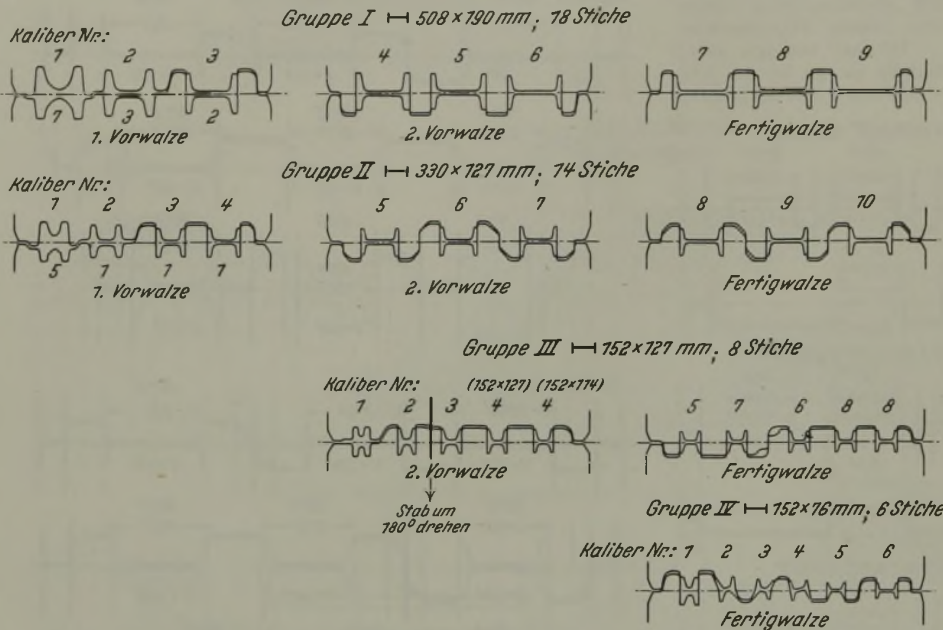 Gruppe I ⊢⊣ 508 × 190 mm; 18 Stiche
Kaliber Nr.:
1 2 3 4 5 6 7 8 9
7 3 2
1. Vorwalze 2. Vorwalze Fertigwalze
Gruppe II ⊢⊣ 330 × 127 mm; 14 Stiche
Kaliber Nr.:
1 2 3 4 5 6 7 8 9 10
5 1 1 1
1. Vorwalze 2. Vorwalze Fertigwalze
Gruppe III ⊢⊣ 152 × 127 mm; 8 Stiche
Kaliber Nr.: (152×127) (152×114)
1 2 3 4 4 5 7 6 8 8
2. Vorwalze Fertigwalze
Stab um
180° drehen
Gruppe IV ⊢⊣ 152 × 76 mm; 6 Stiche
Kaliber Nr.: 1 2 3 4 5 6
Fertigwalze